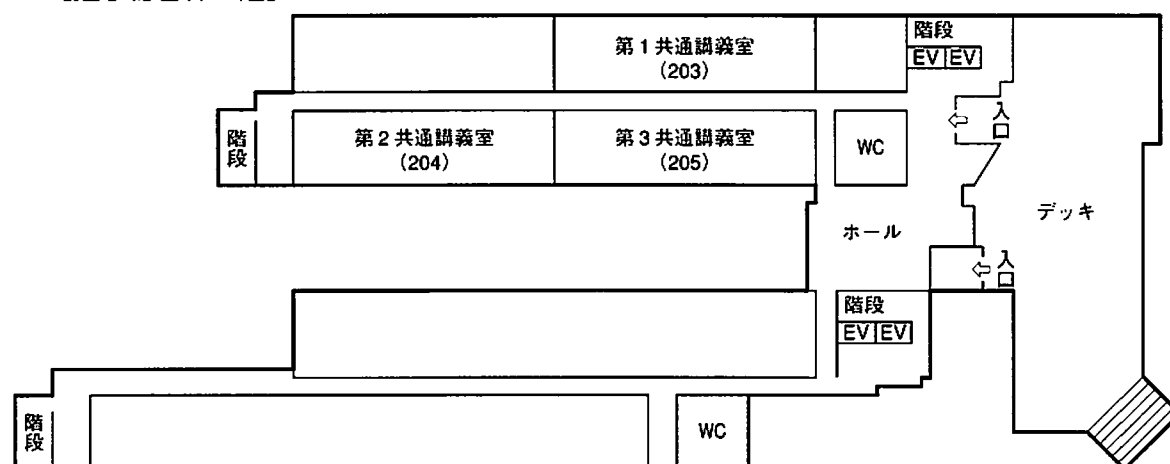 階段
EV EV
第1共通講義室
(203)
入口
階段
第2共通講義室
(204)
第3共通講義室
(205)
WC
デッキ
ホール
入口
階段
EV EV
階段
WC